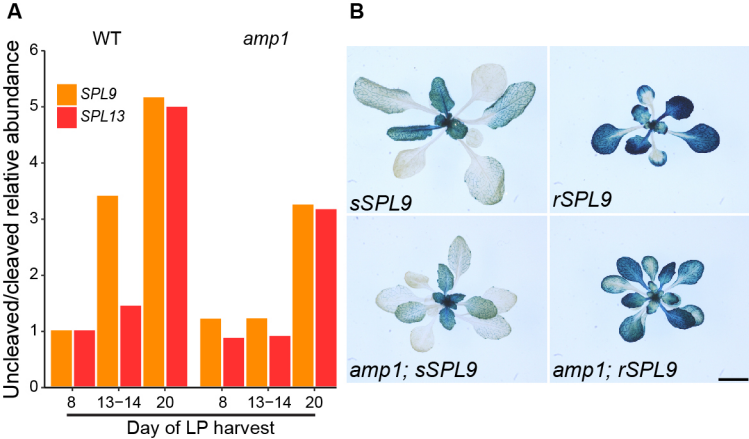 A
WT amp1
Uncleaved/cleaved relative abundance
6
5
4
3
2
1
0
SPL9
SPL13
8 13−14 20 8 13−14 20
Day of LP harvest
B
sSPL9 rSPL9
amp1; sSPL9 amp1; rSPL9